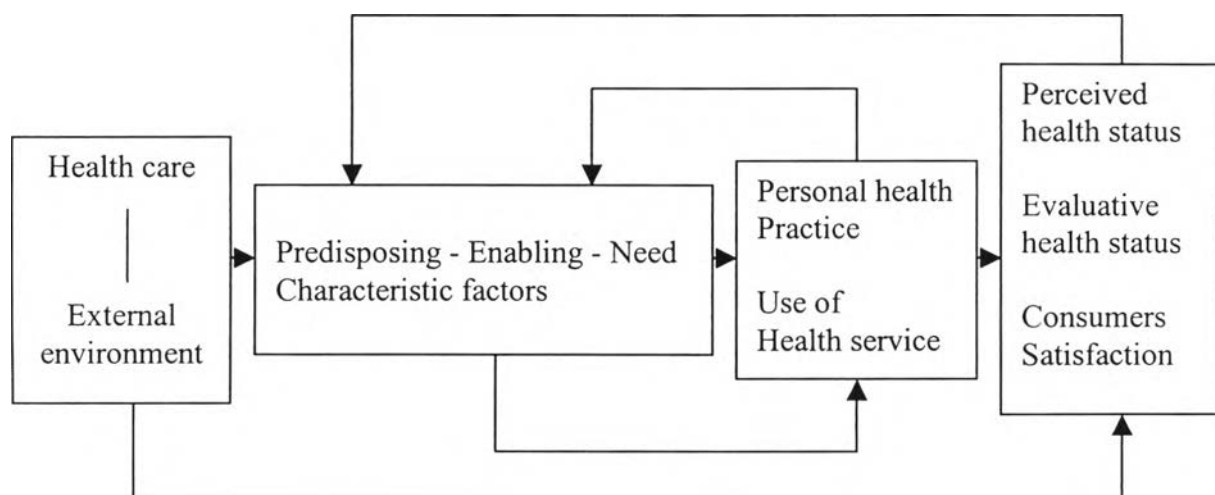 Health care
External
environment
Predisposing - Enabling - Need
Characteristic factors
Personal health
Practice
Use of
Health service
Perceived
health status
Evaluative
health status
Consumers
Satisfaction